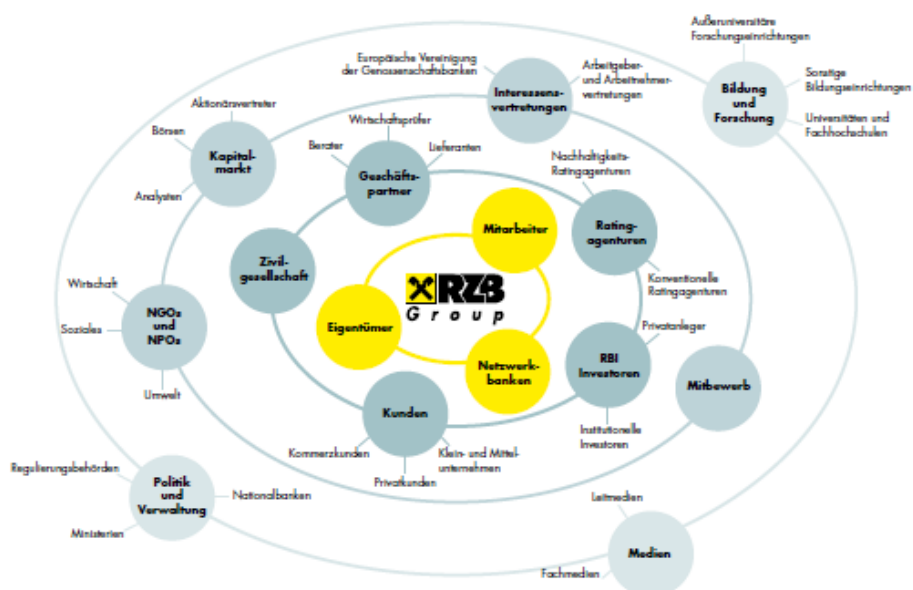 Außeruniversitäre
Forschungseinrichtungen
Bildung
und
Forschung
Sonstige
Bildungseinrichtungen
Universitäten und
Fachhochschulen
Europäische Vereinigung
der Genossenschaftsbanken
Interessens-
vertretungen
Arbeitgeber-
und Arbeitnehmer-
vertretungen
Aktionärsvertreter
Börsen
Kapital-
markt
Analysten
Wirtschaftsprüfer
Berater
Lieferanten
Geschäfts-
partner
Nachhaltigkeits-
Ratingagenturen
Rating-
agenturen
Konventionelle
Ratingagenturen
Mitarbeiter
Zivil-
gesellschaft
RZB
Group
Eigentümer
Netzwerk-
banken
Wirtschaft
Soziales
NGOs
und
NPOs
Umwelt
Privatanleger
RBI
Investoren
Institutionelle
Investoren
Mitbewerb
Kunden
Kommerzkunden
Klein- und Mittel-
unternehmen
Privatkunden
Regulierungsbehörden
Politik
und
Verwaltung
Nationalbanken
Ministerien
Leitmedien
Medien
Fachmedien